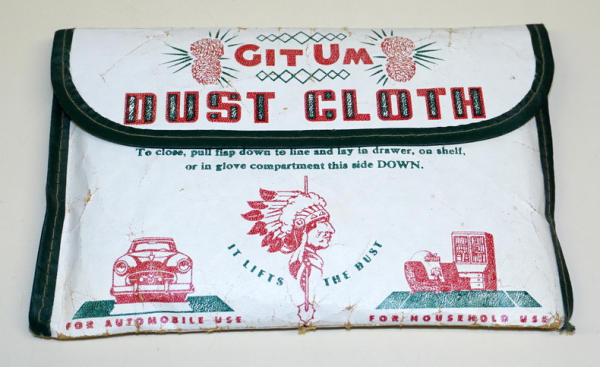 GIT UM
DUST CLOTH
To close, pull flap down to line and lay in drawer, on shelf,
or in glove compartment this side DOWN.
IT LIFTS THE DUST
FOR AUTOMOBILE USE
FOR HOUSEHOLD USE